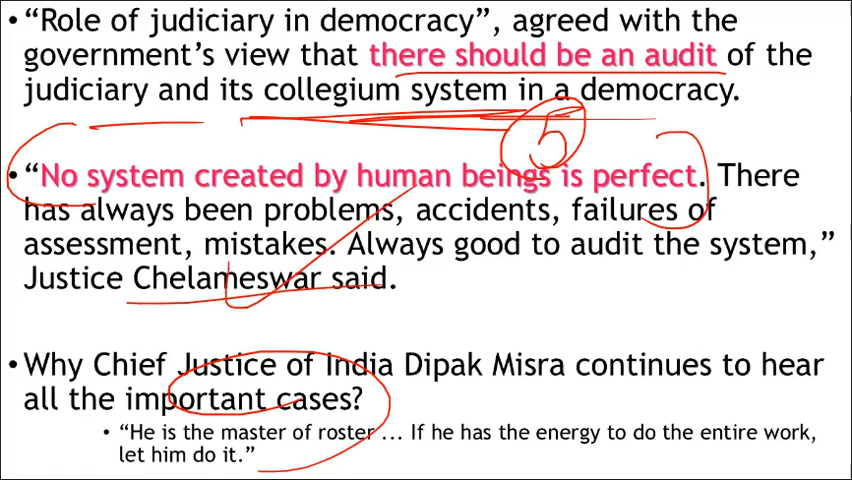 • “Role of judiciary in democracy”, agreed with the
government’s view that there should be an audit of the
judiciary and its collegium system in a democracy.
5
• “No system created by human beings is perfect. There
has always been problems, accidents, failures of
assessment, mistakes. Always good to audit the system,”
Justice Chelameswar said.
• Why Chief Justice of India Dipak Misra continues to hear
all the important cases?
• “He is the master of roster ... If he has the energy to do the entire work,
let him do it.”